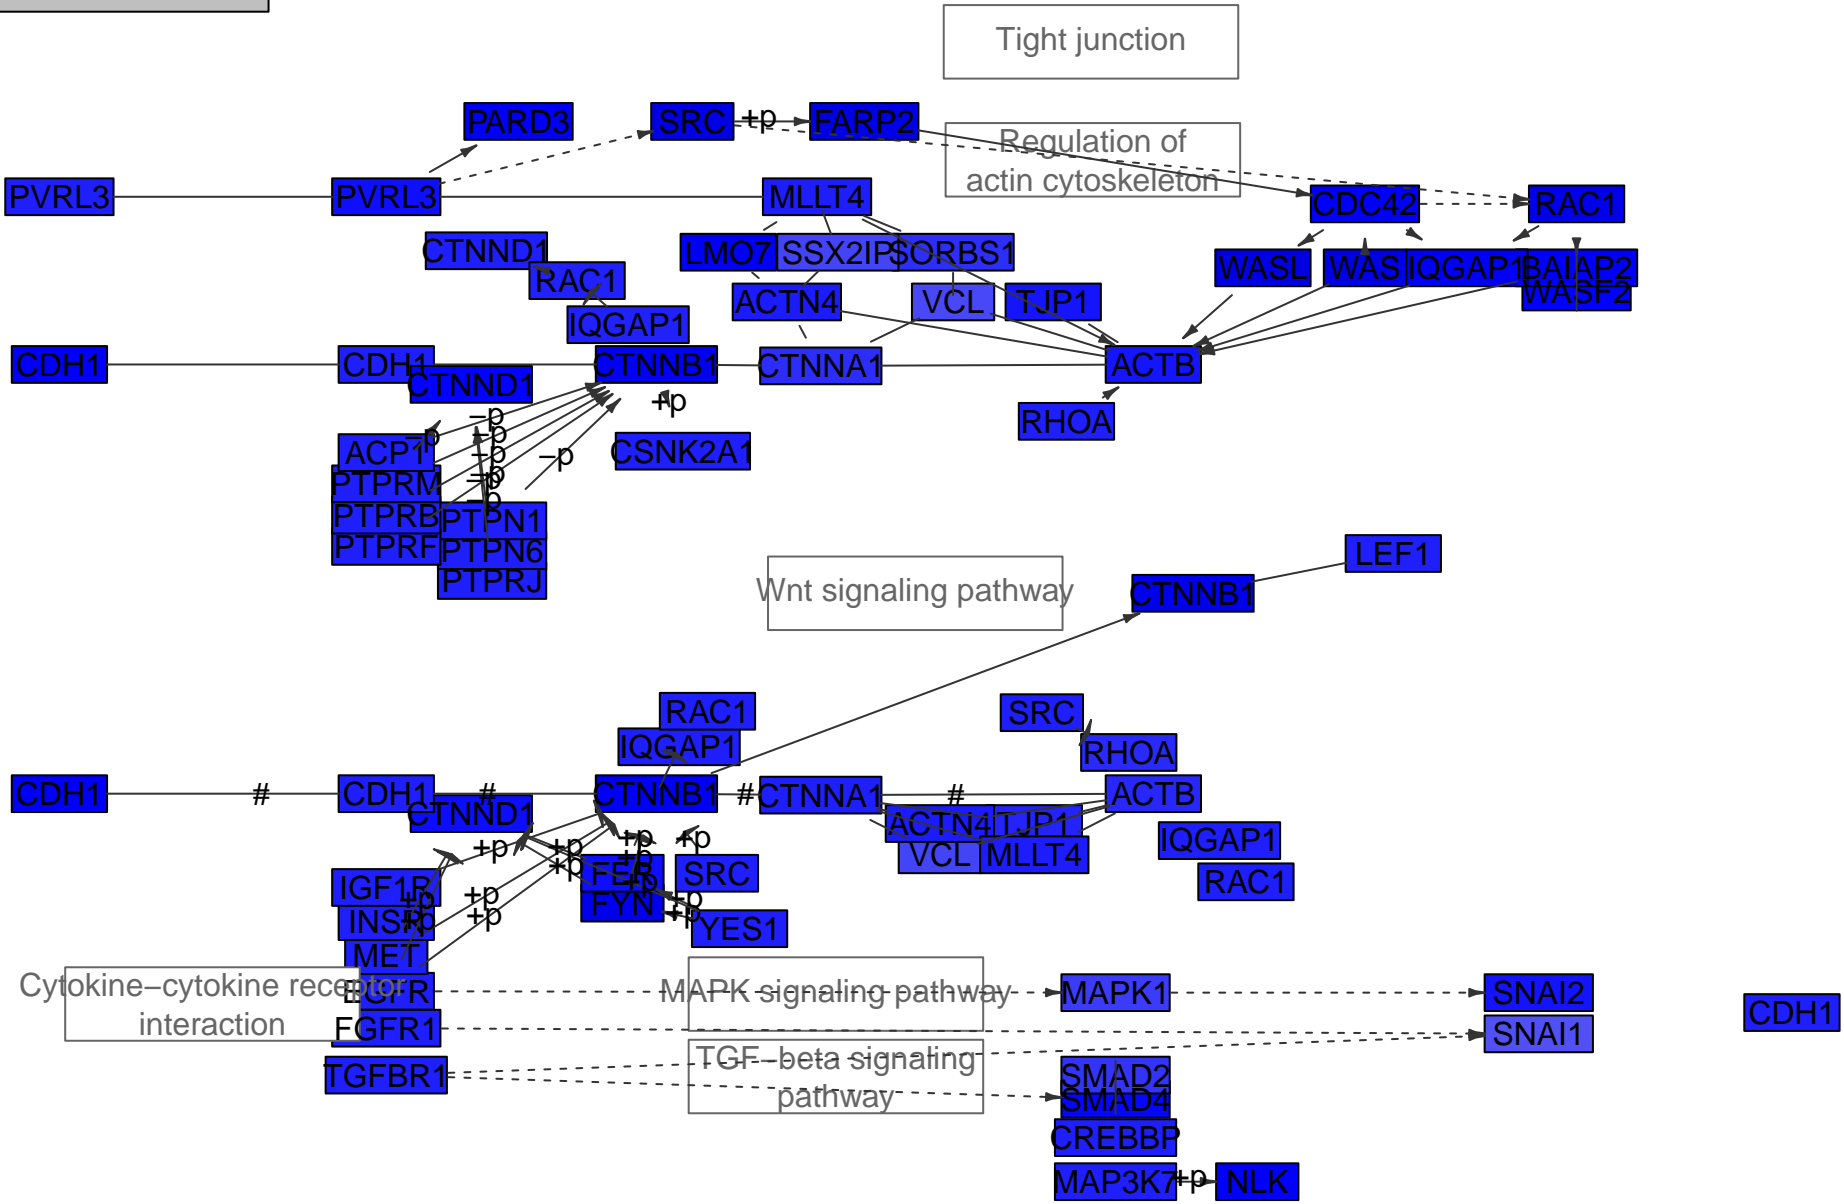 Tight junction
PARD3
SRC
+p
FARP2
Regulation of
actin cytoskeleton
PVRL3
PVRL3
MLLT4
CDC42
RAC1
CTNND1
LMO7
SSX2IP
SORBS1
RAC1
WASL
WAS
IQGAP1
BAIAP2
WASF2
ACTN4
VCL
TJP1
IQGAP1
CDH1
CDH1
CTNNB1
CTNNA1
ACTB
CTNND1
+p
−p
RHOA
−p
−p
ACP1
−p
−p
CSNK2A1
−p
PTPRM
−p
−p
PTPRB
PTPN1
PTPRF
PTPN6
PTPRJ
LEF1
Wnt signaling pathway
CTNNB1
RAC1
SRC
IQGAP1
RHOA
CDH1
#
CDH1
#
CTNNB1
#
CTNNA1
#
ACTB
CTNND1
ACTN4
TJP1
+p
+p
+p
+p
IQGAP1
VCL
MLLT4
+p
+p
FER
SRC
+p
IGF1R
RAC1
+p
+p
+p
FYN
+p
+p
INSR
+p
+p
YES1
MET
Cytokine−cytokine receptor
interaction
EGFR
MAPK signaling pathway
MAPK1
SNAI2
CDH1
FGFR1
SNAI1
TGF−beta signaling
pathway
TGFBR1
SMAD2
SMAD4
CREBBP
MAP3K7
+p
NLK